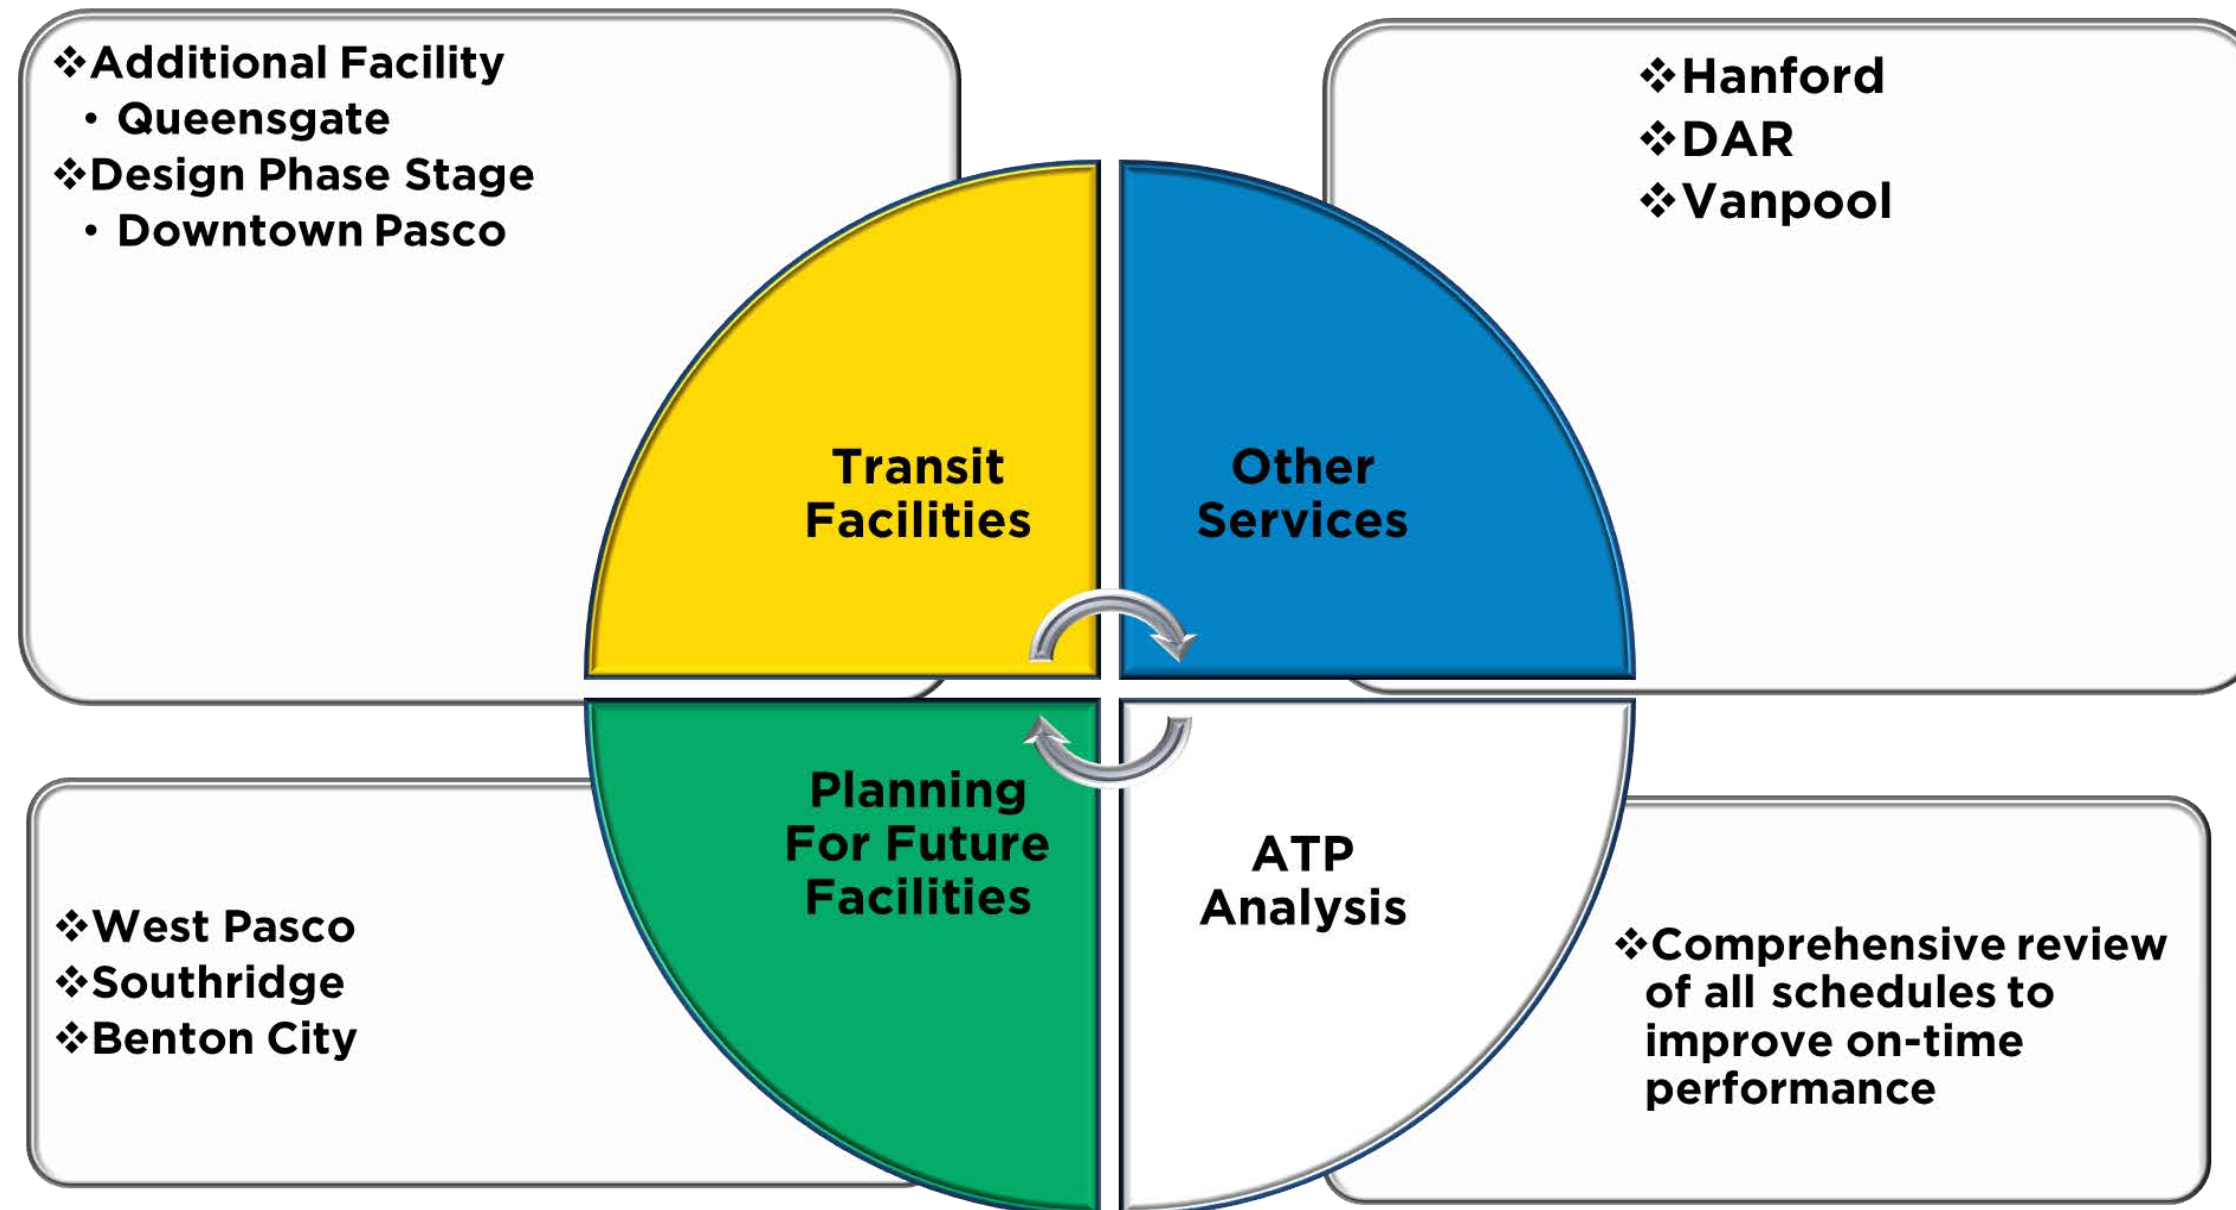 ❖Additional Facility
• Queensgate
❖Design Phase Stage
• Downtown Pasco
❖Hanford
❖DAR
❖Vanpool
Transit
Facilities
Other
Services
Planning
For Future
Facilities
ATP
Analysis
❖West Pasco
❖Southridge
❖Benton City
❖Comprehensive review
of all schedules to
improve on-time
performance